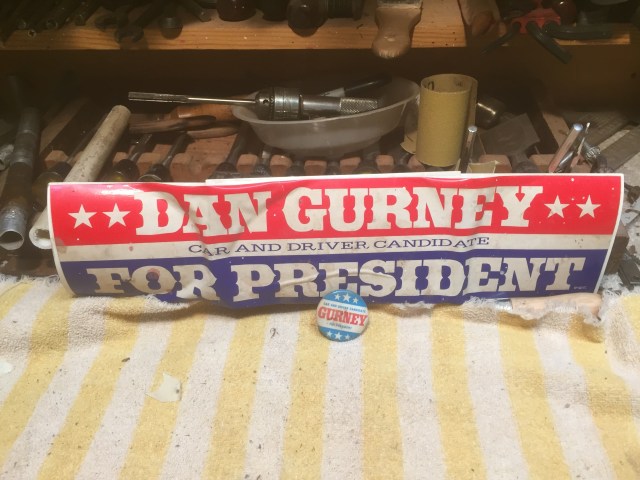 DAN GURNEY
CAR AND DRIVER CANDIDATE
FOR PRESIDENT
GURNEY